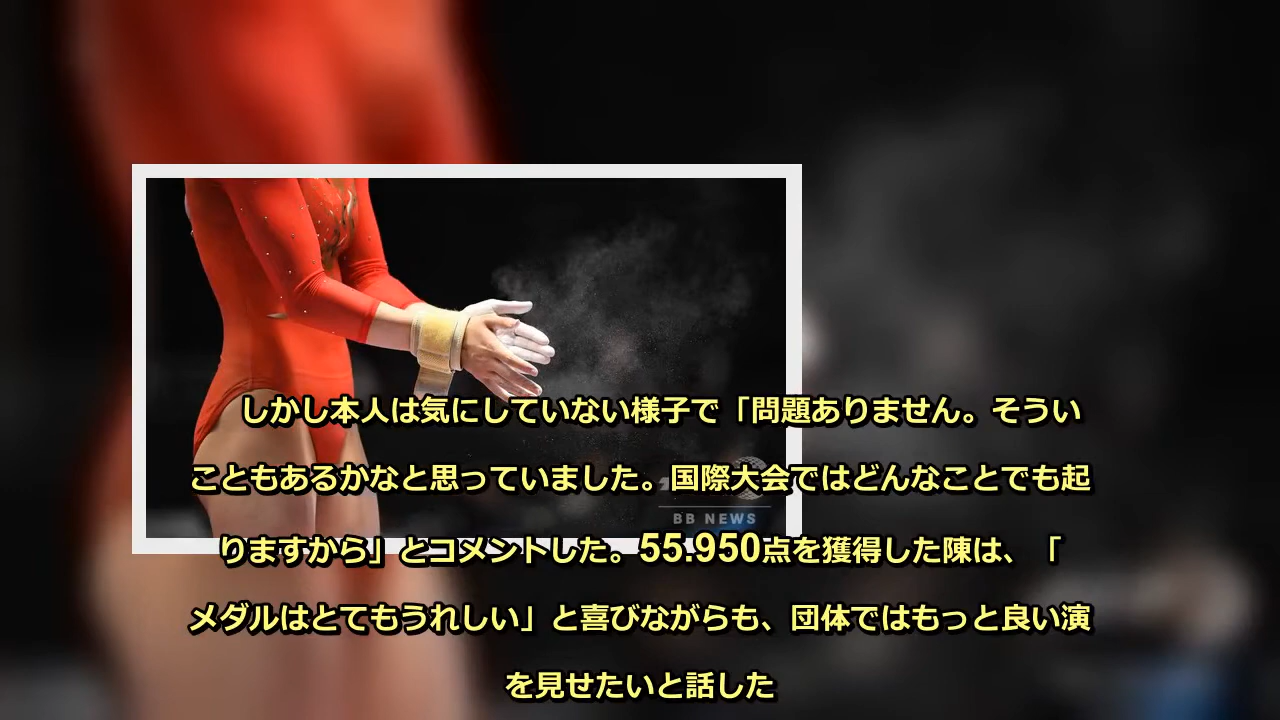 しかし本人は気にしていない様子で「問題ありません。そうい
こともあるかなと思っていました。国際大会ではどんなことでも起
りますから」とコメントした。55.950点を獲得した陳は、「
メダルはとてもうれしい」と喜びながらも、団体ではもっと良い演
を見せたいと話した
BB NEWS